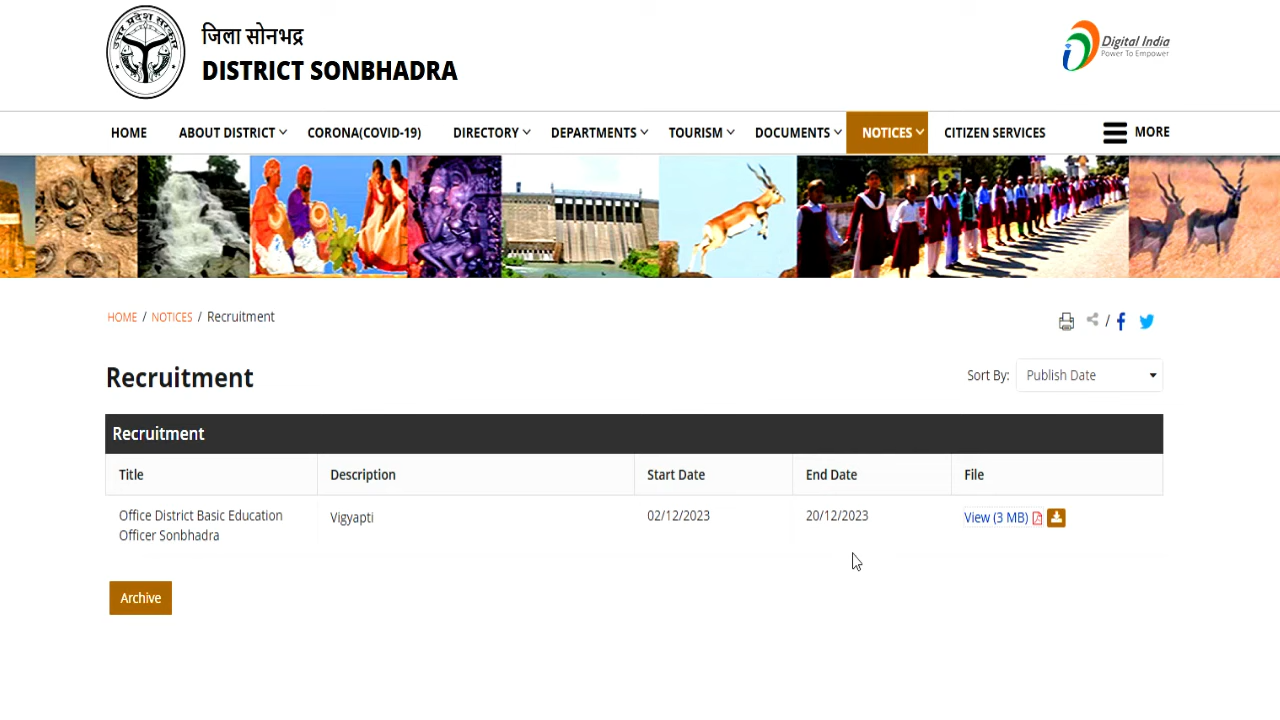 जिला सोनभद्र
DISTRICT SONBHADRA
Digital India
Power To Empower
HOME ABOUT DISTRICT CORONA(COVID-19) DIRECTORY DEPARTMENTS TOURISM DOCUMENTS NOTICES CITIZEN SERVICES MORE
HOME / NOTICES / Recruitment
Recruitment
Sort By: Publish Date
Recruitment
Title Description Start Date End Date File
Office District Basic Education Officer Sonbhadra Vigyapti 02/12/2023 20/12/2023 View (3 MB)
Archive